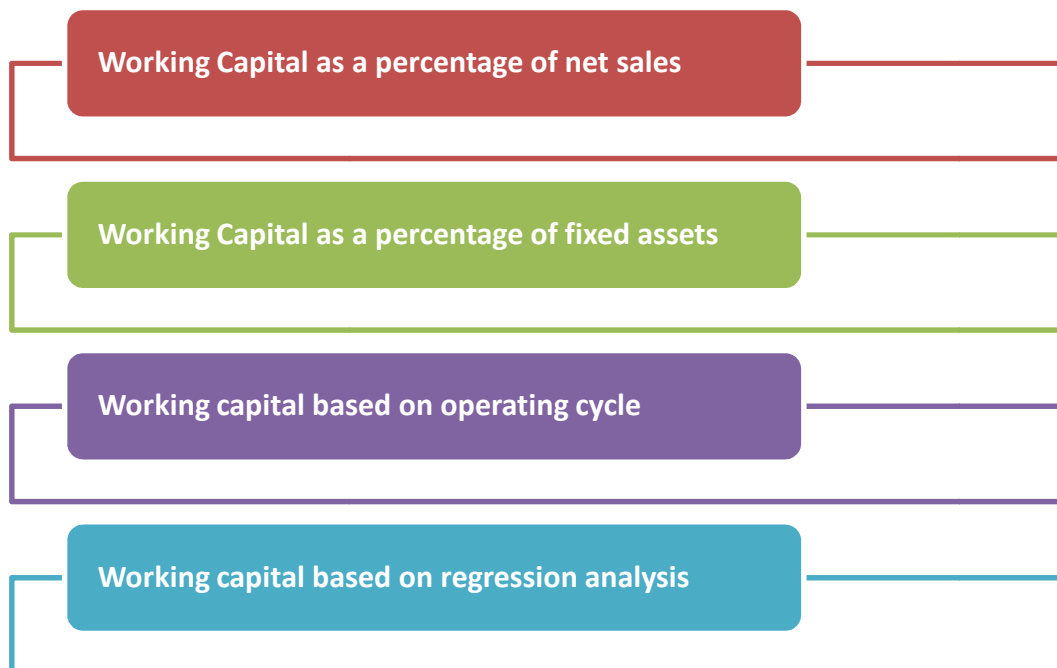 Working Capital as a percentage of net sales
Working Capital as a percentage of fixed assets
Working capital based on operating cycle
Working capital based on regression analysis